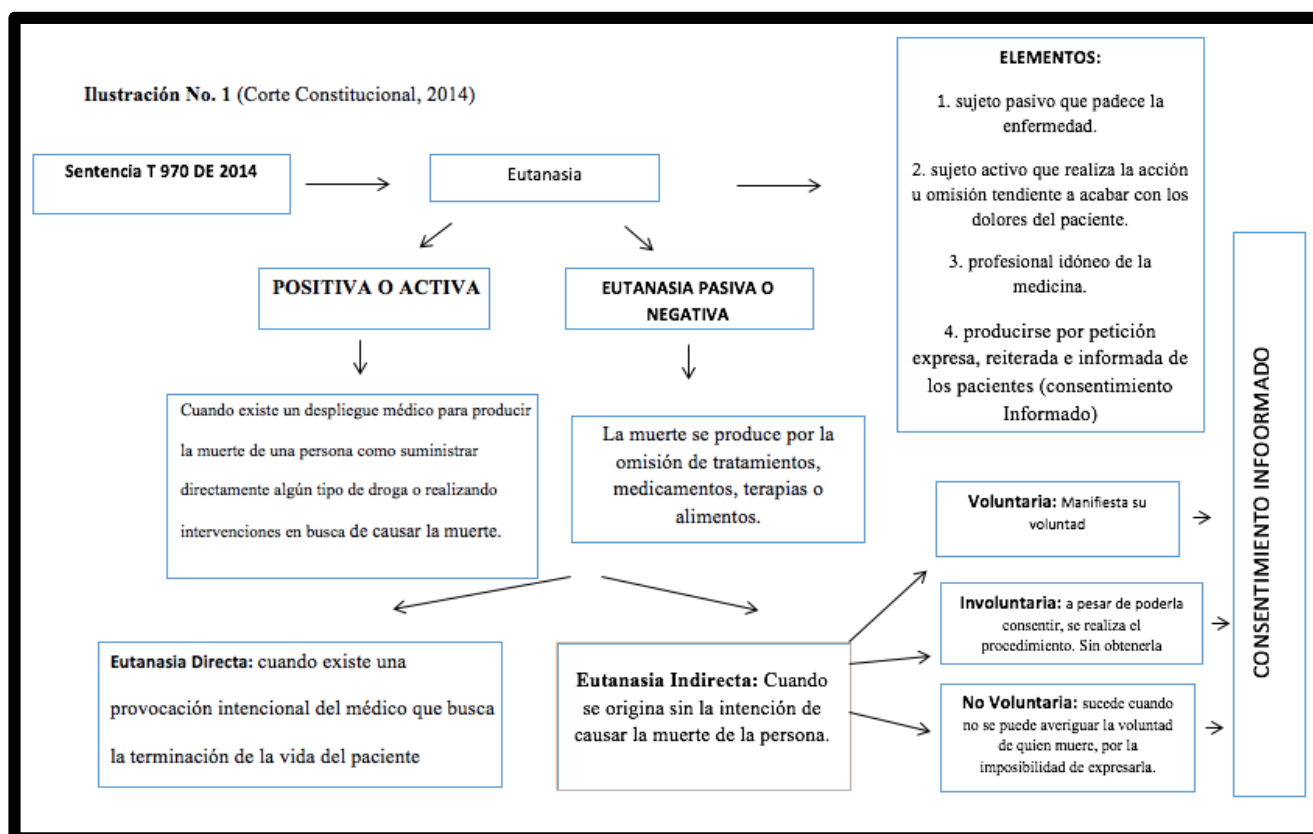 Ilustración No. 1 (Corte Constitucional, 2014)
Sentencia T 970 DE 2014
Eutanasia
ELEMENTOS:
1. sujeto pasivo que padece la
enfermedad.
2. sujeto activo que realiza la acción
u omisión tendiente a acabar con los
dolores del paciente.
3. profesional idóneo de la
medicina.
4. producirse por petición
expresa, reiterada e informada de
los pacientes (consentimiento
Informado)
POSITIVA O ACTIVA
EUTANASIA PASIVA O
NEGATIVA
Cuando existe un despliegue médico para producir
la muerte de una persona como suministrar
directamente algún tipo de droga o realizando
intervenciones en busca de causar la muerte.
La muerte se produce por la
omisión de tratamientos,
medicamentos, terapias o
alimentos.
Eutanasia Directa: cuando existe una
provocación intencional del médico que busca
la terminación de la vida del paciente
Eutanasia Indirecta: Cuando
se origina sin la intención de
causar la muerte de la persona.
Voluntaria: Manifiesta su
voluntad
Involuntaria: a pesar de poderla
consentir, se realiza el
procedimiento. Sin obtenerla
No Voluntaria: sucede cuando
no se puede averiguar la voluntad
de quien muere, por la
imposibilidad de expresarla.
CONSENTIMIENTO INFOORMADO